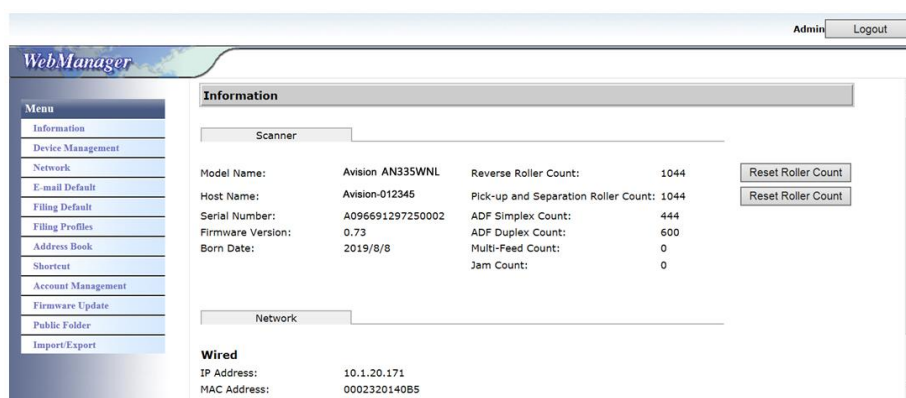 Admin Logout
WebManager
Menu
Information
Device Management
Network
E-mail Default
Filing Default
Filing Profiles
Address Book
Shortcut
Account Management
Firmware Update
Public Folder
Import/Export
Information
Scanner
Model Name: Avision AN335WNL Reverse Roller Count: 1044 Reset Roller Count
Host Name: Avision-012345 Pick-up and Separation Roller Count: 1044 Reset Roller Count
Serial Number: A096691297250002 ADF Simplex Count: 444
Firmware Version: 0.73 ADF Duplex Count: 600
Born Date: 2019/8/8 Multi-Feed Count: 0
Jam Count: 0
Network
Wired
IP Address: 10.1.20.171
MAC Address: 0002320140B5